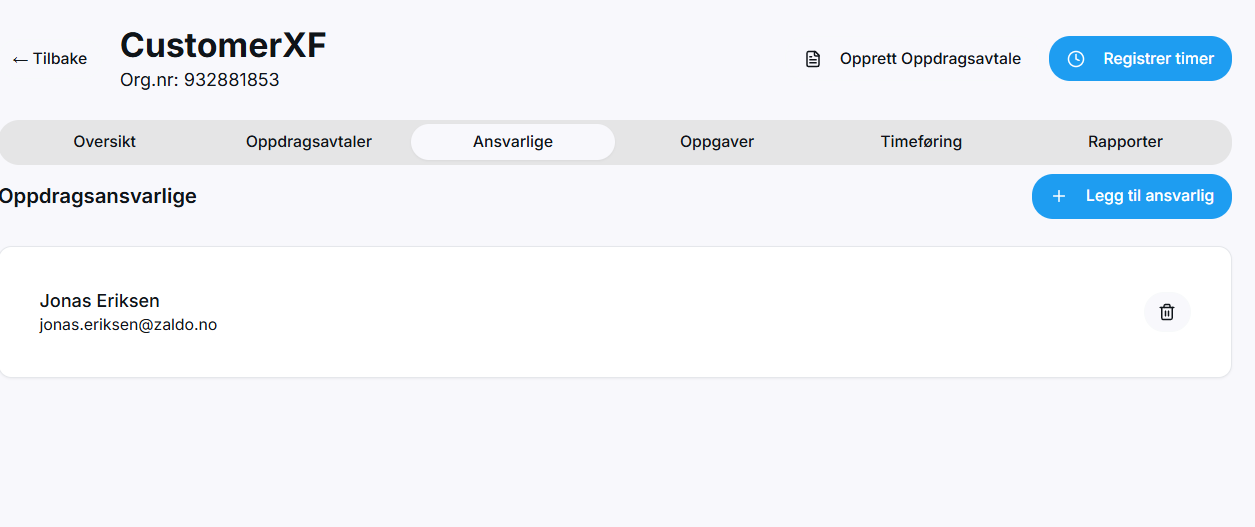 ← Tilbake
CustomerXF
Org.nr: 932881853
Opprett Oppdragsavtale
Registrer timer
Oversikt
Oppdragsavtaler
Ansvarlige
Oppgaver
Timeføring
Rapporter
Oppdragsansvarlige
+ Legg til ansvarlig
Jonas Eriksen
jonas.eriksen@zaldo.no